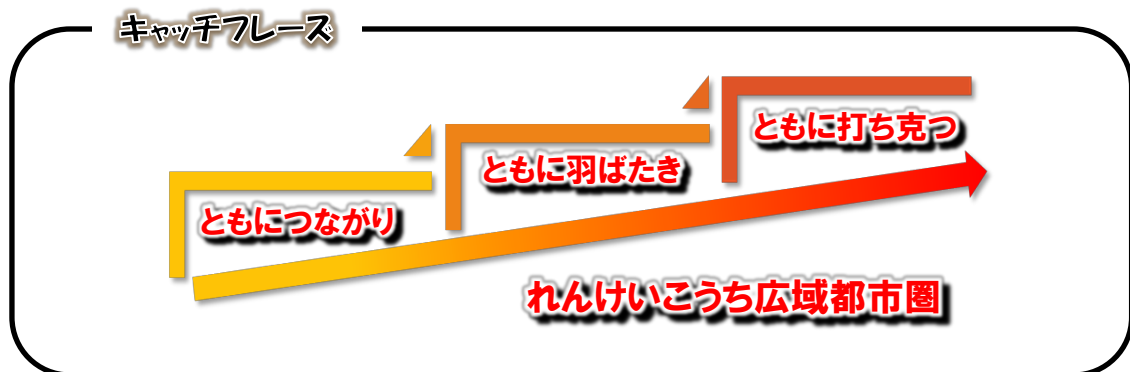 キャッチフレーズ
ともにつながり
ともに羽ばたき
ともに打ち克つ
れんけいこうち広域都市圏